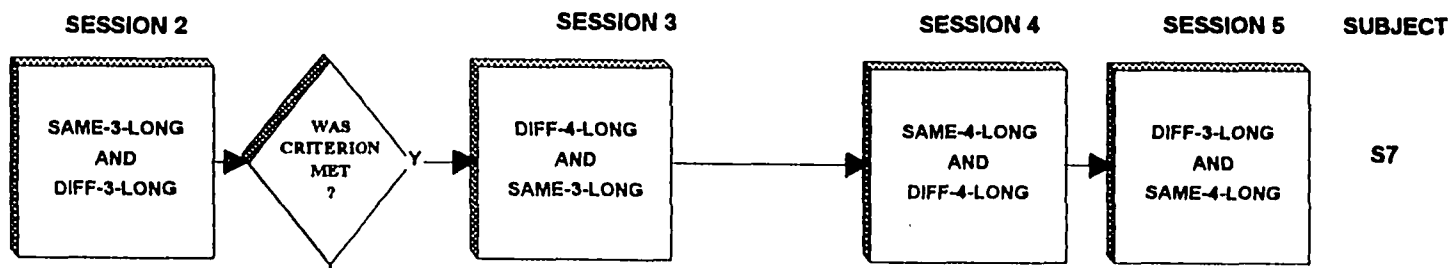 SESSION 2
SESSION 3
SESSION 4
SESSION 5
SUBJECT
SAME-3-LONG
AND
DIFF-3-LONG
WAS
CRITERION
MET
?
Y
DIFF-4-LONG
AND
SAME-3-LONG
SAME-4-LONG
AND
DIFF-4-LONG
DIFF-3-LONG
AND
SAME-4-LONG
S7